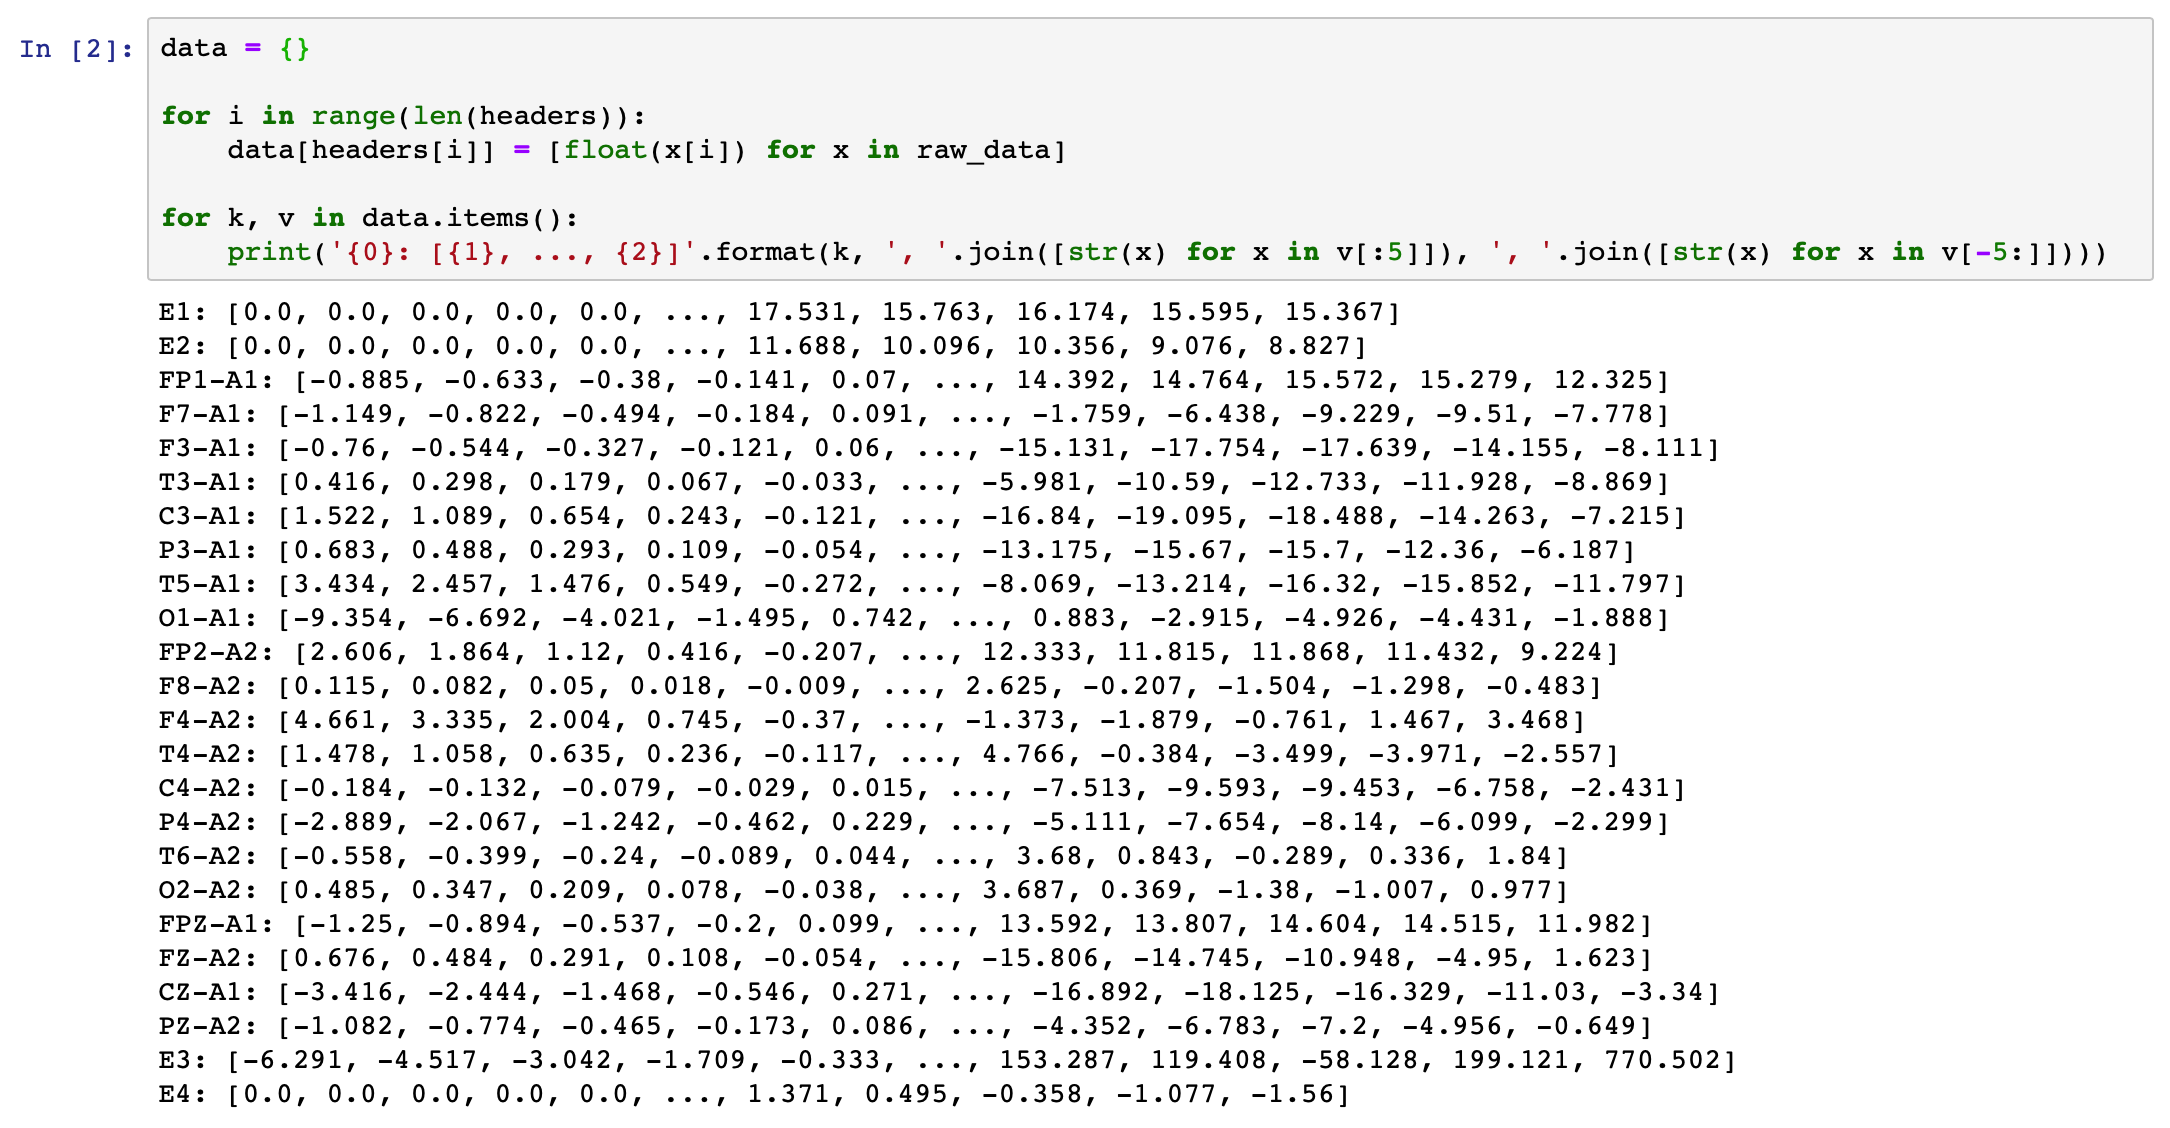 In [2]: data = {}
for i in range(len(headers)):
    data[headers[i]] = [float(x[i]) for x in raw_data]
for k, v in data.items():
    print('{0}: [{1}, ..., {2}]'.format(k, ', '.join([str(x) for x in v[:5]]), ', '.join([str(x) for x in v[-5:]])))
E1: [0.0, 0.0, 0.0, 0.0, 0.0, ..., 17.531, 15.763, 16.174, 15.595, 15.367]
E2: [0.0, 0.0, 0.0, 0.0, 0.0, ..., 11.688, 10.096, 10.356, 9.076, 8.827]
FP1-A1: [-0.885, -0.633, -0.38, -0.141, 0.07, ..., 14.392, 14.764, 15.572, 15.279, 12.325]
F7-A1: [-1.149, -0.822, -0.494, -0.184, 0.091, ..., -1.759, -6.438, -9.229, -9.51, -7.778]
F3-A1: [-0.76, -0.544, -0.327, -0.121, 0.06, ..., -15.131, -17.754, -17.639, -14.155, -8.111]
T3-A1: [0.416, 0.298, 0.179, 0.067, -0.033, ..., -5.981, -10.59, -12.733, -11.928, -8.869]
C3-A1: [1.522, 1.089, 0.654, 0.243, -0.121, ..., -16.84, -19.095, -18.488, -14.263, -7.215]
P3-A1: [0.683, 0.488, 0.293, 0.109, -0.054, ..., -13.175, -15.67, -15.7, -12.36, -6.187]
T5-A1: [3.434, 2.457, 1.476, 0.549, -0.272, ..., -8.069, -13.214, -16.32, -15.852, -11.797]
O1-A1: [-9.354, -6.692, -4.021, -1.495, 0.742, ..., 0.883, -2.915, -4.926, -4.431, -1.888]
FP2-A2: [2.606, 1.864, 1.12, 0.416, -0.207, ..., 12.333, 11.815, 11.868, 11.432, 9.224]
F8-A2: [0.115, 0.082, 0.05, 0.018, -0.009, ..., 2.625, -0.207, -1.504, -1.298, -0.483]
F4-A2: [4.661, 3.335, 2.004, 0.745, -0.37, ..., -1.373, -1.879, -0.761, 1.467, 3.468]
T4-A2: [1.478, 1.058, 0.635, 0.236, -0.117, ..., 4.766, -0.384, -3.499, -3.971, -2.557]
C4-A2: [-0.184, -0.132, -0.079, -0.029, 0.015, ..., -7.513, -9.593, -9.453, -6.758, -2.431]
P4-A2: [-2.889, -2.067, -1.242, -0.462, 0.229, ..., -5.111, -7.654, -8.14, -6.099, -2.299]
T6-A2: [-0.558, -0.399, -0.24, -0.089, 0.044, ..., 3.68, 0.843, -0.289, 0.336, 1.84]
O2-A2: [0.485, 0.347, 0.209, 0.078, -0.038, ..., 3.687, 0.369, -1.38, -1.007, 0.977]
FPZ-A1: [-1.25, -0.894, -0.537, -0.2, 0.099, ..., 13.592, 13.807, 14.604, 14.515, 11.982]
FZ-A2: [0.676, 0.484, 0.291, 0.108, -0.054, ..., -15.806, -14.745, -10.948, -4.95, 1.623]
CZ-A1: [-3.416, -2.444, -1.468, -0.546, 0.271, ..., -16.892, -18.125, -16.329, -11.03, -3.34]
PZ-A2: [-1.082, -0.774, -0.465, -0.173, 0.086, ..., -4.352, -6.783, -7.2, -4.956, -0.649]
E3: [-6.291, -4.517, -3.042, -1.709, -0.333, ..., 153.287, 119.408, -58.128, 199.121, 770.502]
E4: [0.0, 0.0, 0.0, 0.0, 0.0, ..., 1.371, 0.495, -0.358, -1.077, -1.56]